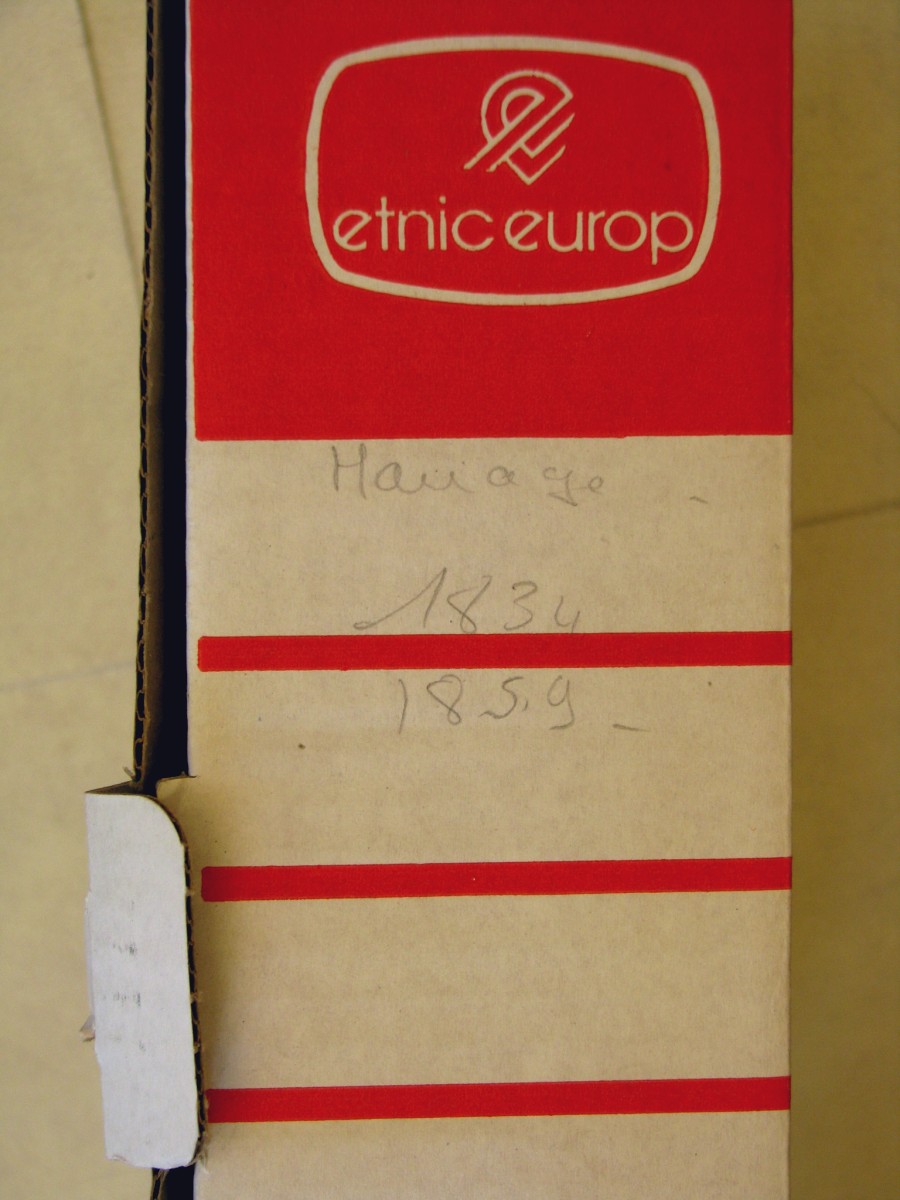 etnic europ
Mariage -
1834
1859 -